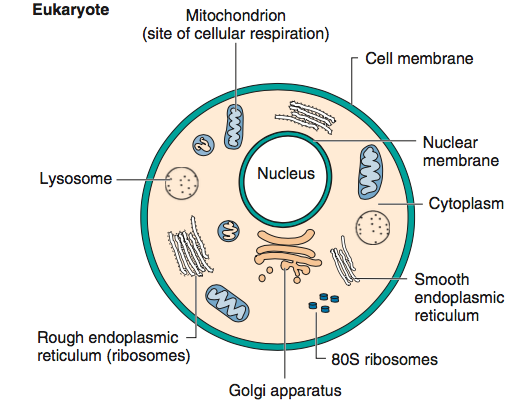 Eukaryote
Mitochondrion
(site of cellular respiration)
Cell membrane
Nuclear
membrane
Nucleus
Lysosome
Cytoplasm
Smooth
endoplasmic
reticulum
Rough endoplasmic
reticulum (ribosomes)
80S ribosomes
Golgi apparatus